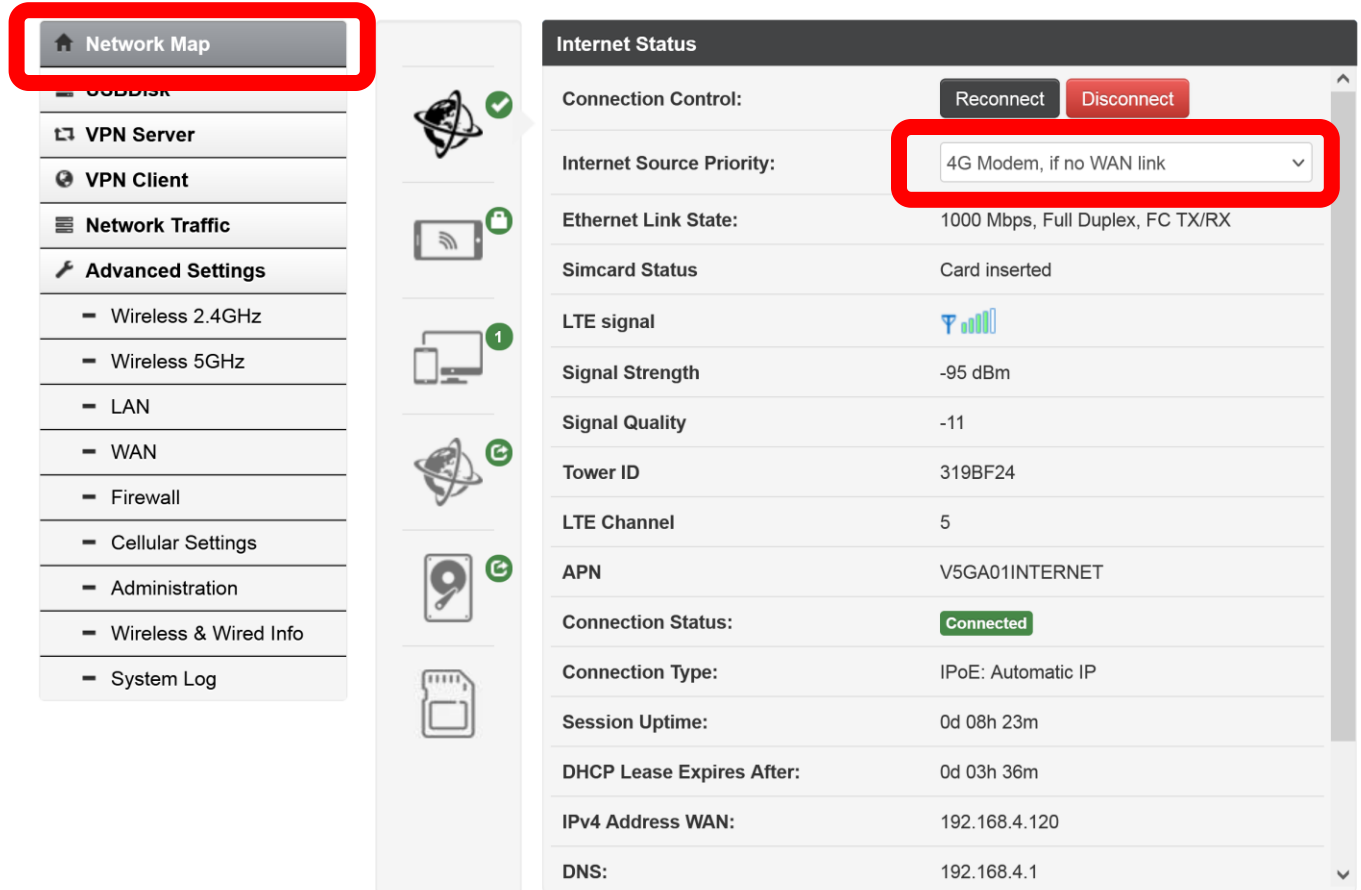 Network Map
USBDisk
VPN Server
VPN Client
Network Traffic
Advanced Settings
Wireless 2.4GHz
Wireless 5GHz
LAN
WAN
Firewall
Cellular Settings
Administration
Wireless & Wired Info
System Log
1
Internet Status
Connection Control: Reconnect Disconnect
Internet Source Priority: 4G Modem, if no WAN link
Ethernet Link State: 1000 Mbps, Full Duplex, FC TX/RX
Simcard Status Card inserted
LTE signal
Signal Strength -95 dBm
Signal Quality -11
Tower ID 319BF24
LTE Channel 5
APN V5GA01INTERNET
Connection Status: Connected
Connection Type: IPoE: Automatic IP
Session Uptime: 0d 08h 23m
DHCP Lease Expires After: 0d 03h 36m
IPv4 Address WAN: 192.168.4.120
DNS: 192.168.4.1